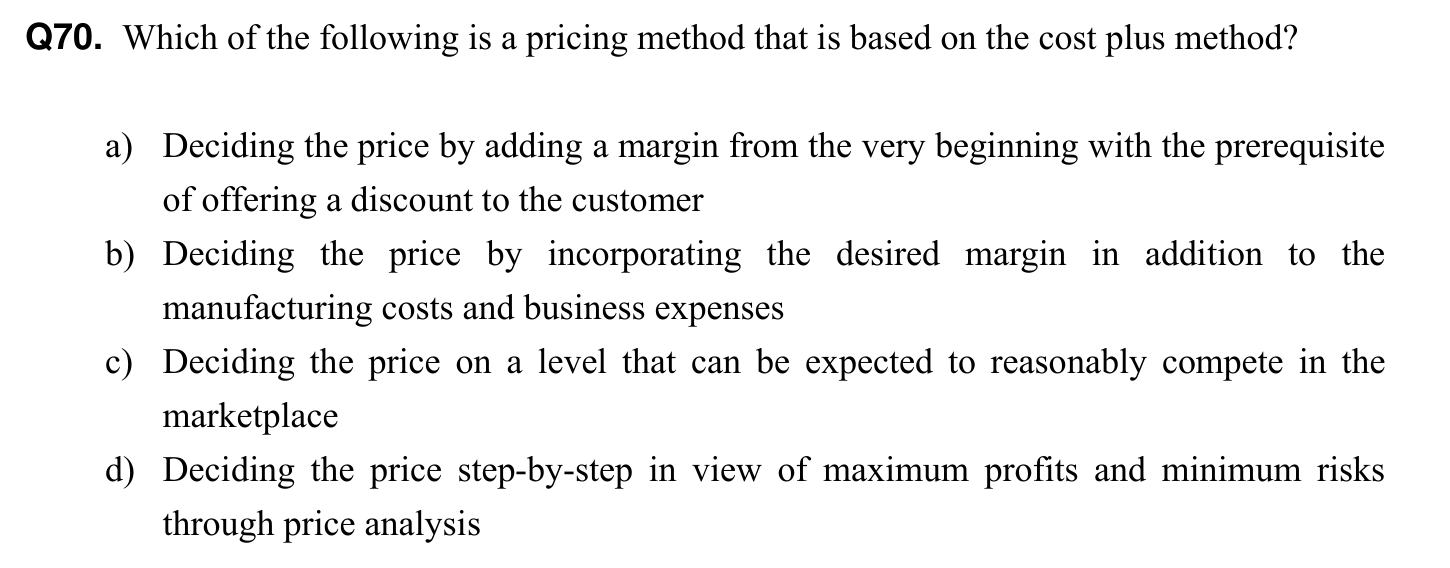 Q70. Which of the following is a pricing method that is based on the cost plus method?
a) Deciding the price by adding a margin from the very beginning with the prerequisite
of offering a discount to the customer
b) Deciding the price by incorporating the desired margin in addition to the
manufacturing costs and business expenses
c) Deciding the price on a level that can be expected to reasonably compete in the
marketplace
d) Deciding the price step-by-step in view of maximum profits and minimum risks
through price analysis